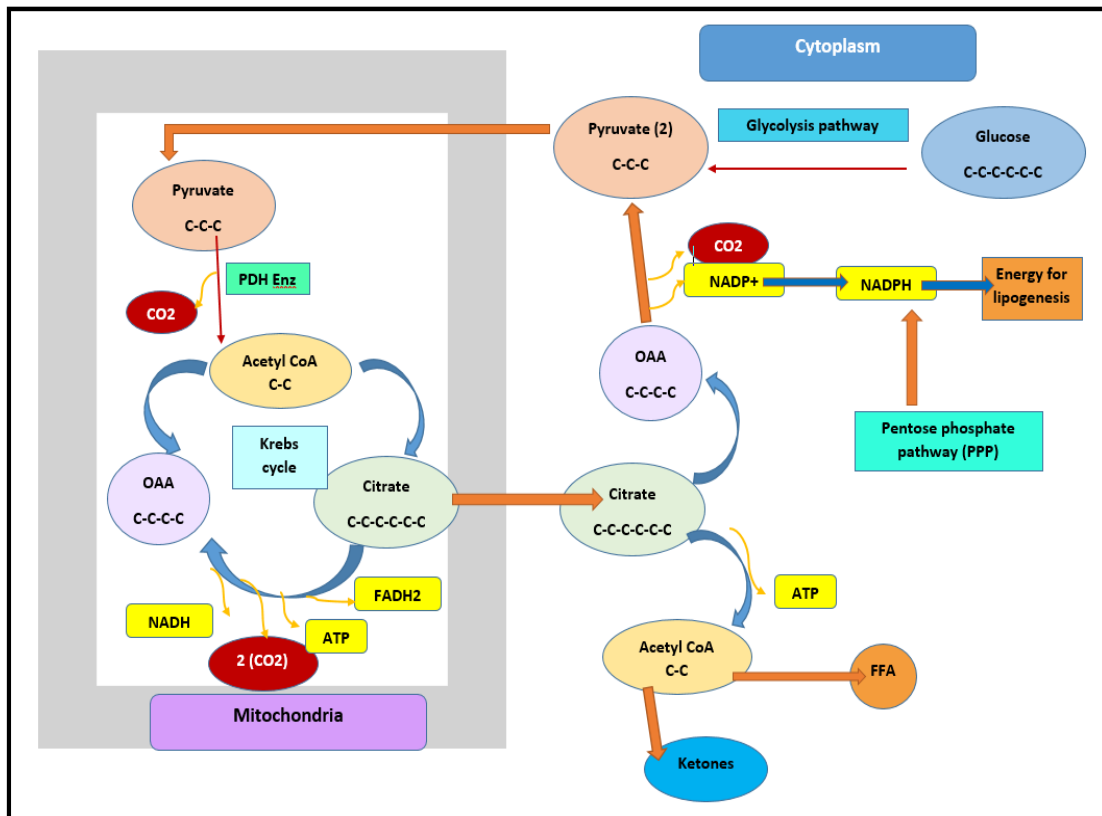 Cytoplasm
Pyruvate (2)
C-C-C
Glycolysis pathway
Glucose
C-C-C-C-C-C
Pyruvate
C-C-C
PDH Enz
CO2
CO2
NADP+
NADPH
Energy for
lipogenesis
Acetyl CoA
C-C
OAA
C-C-C-C
Pentose phosphate
pathway (PPP)
Krebs
cycle
OAA
C-C-C-C
Citrate
C-C-C-C-C-C
Citrate
C-C-C-C-C-C
FADH2
NADH
ATP
ATP
2 (CO2)
Acetyl CoA
C-C
FFA
Mitochondria
Ketones